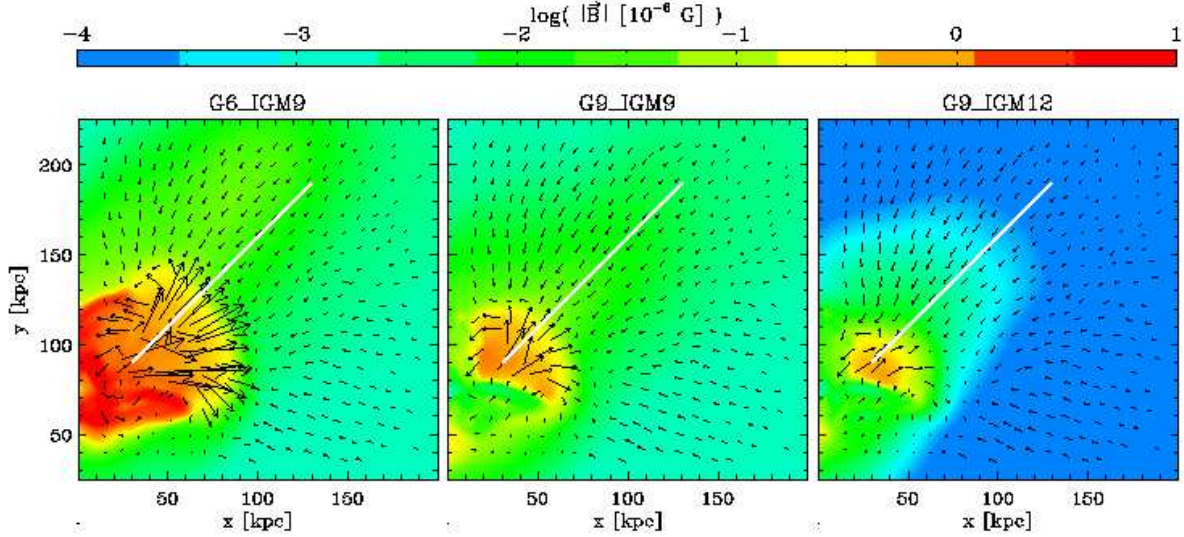 log( |B⃗| [10⁻⁶ G] )
−4 −3 −2 −1 0 1
G6_IGM9 G9_IGM9 G9_IGM12
200
150
100
50
y [kpc]
50 100 150 50 100 150 50 100 150
x [kpc] x [kpc] x [kpc]